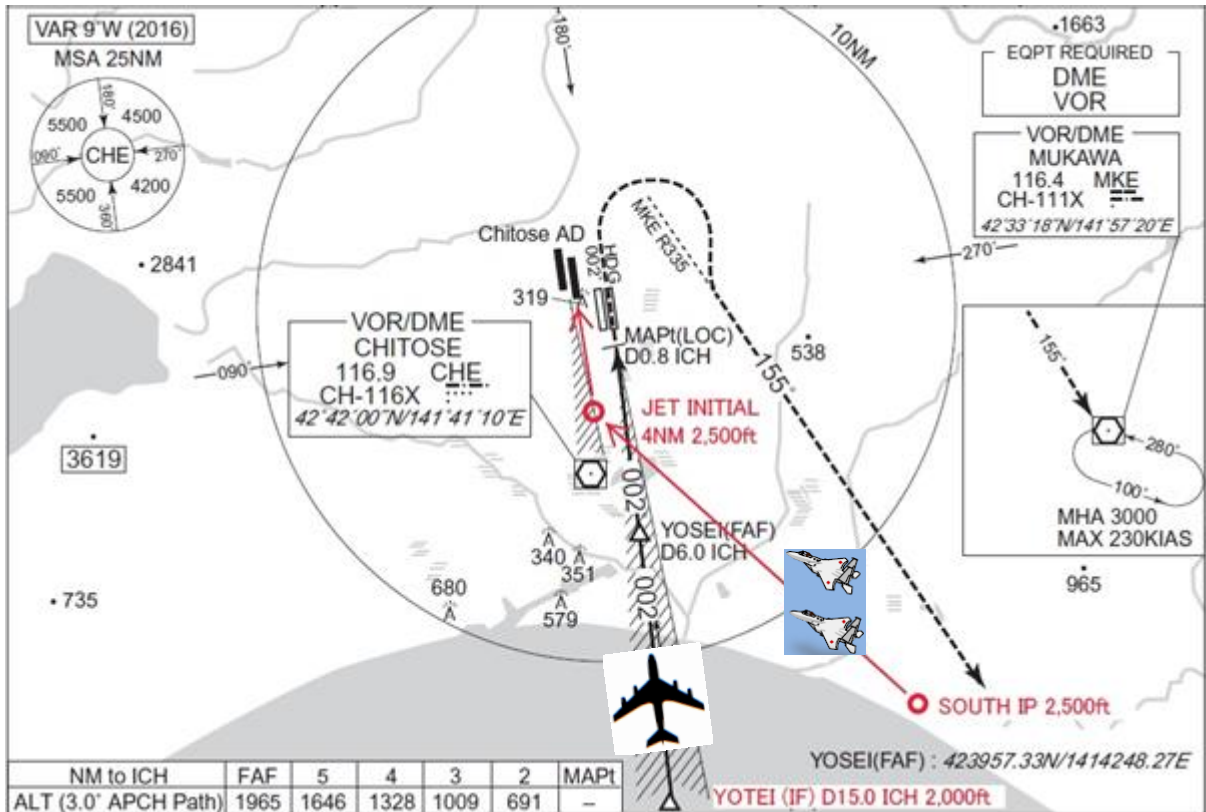 VAR 9°W (2016)
MSA 25NM
180°
5500
4500
090°
CHE
270°
5500
4200
360°
180°
10NM
1663
EQPT REQUIRED
DME
VOR
VOR/DME
MUKAWA
116.4 MKE
CH-111X
42°33'18"N/141°57'20"E
2841
Chitose AD
HDG
002°
MKE R335
270°
319
VOR/DME
CHITOSE
116.9 CHE
CH-116X
42°42'00"N/141°41'10"E
090°
MAPt(LOC)
D0.8 ICH
538
155°
155°
JET INITIAL
4NM 2,500ft
3619
280°
100°
MHA 3000
MAX 230KIAS
002
YOSEI(FAF)
D6.0 ICH
340
351
965
735
680
579
002
SOUTH IP 2,500ft
YOSEI(FAF) : 423957.33N/1414248.27E
NM to ICH FAF 5 4 3 2 MAPt
ALT (3.0° APCH Path) 1965 1646 1328 1009 691 –
YOTEI (IF) D15.0 ICH 2,000ft